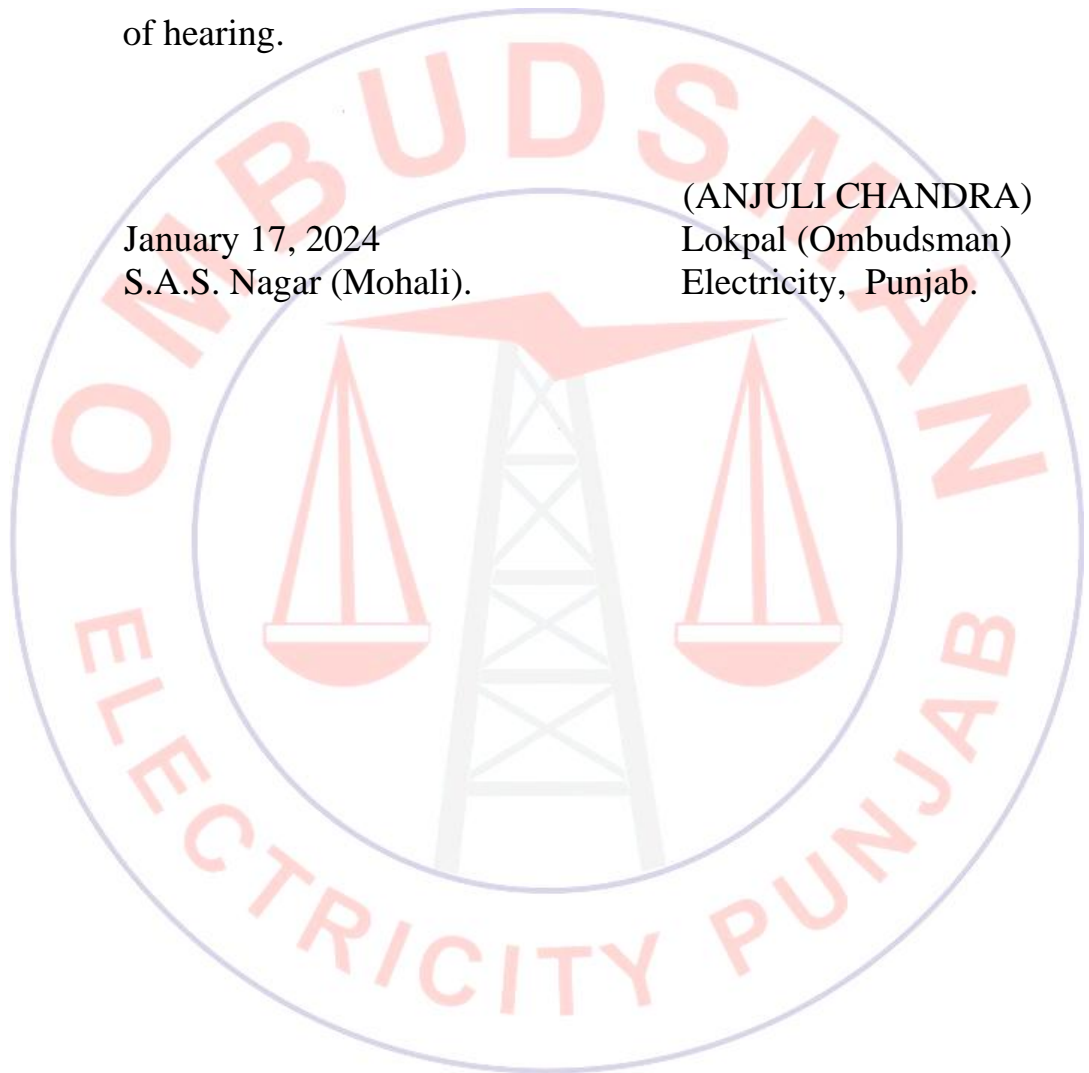 of hearing.
(ANJULI CHANDRA)
January 17, 2024 Lokpal (Ombudsman)
S.A.S. Nagar (Mohali). Electricity, Punjab.
OMBUDSMAN
ELECTRICITY PUNJAB